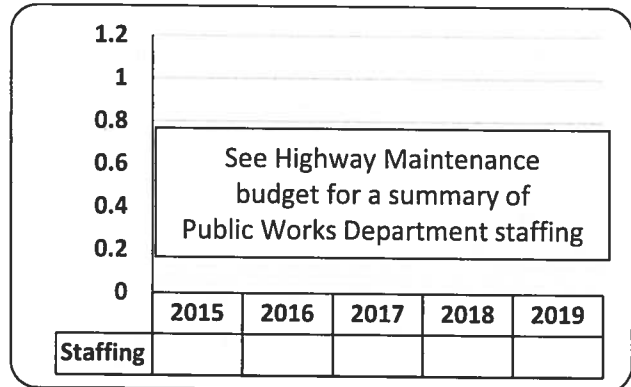 1.2
1
0.8
0.6
0.4
0.2
0
See Highway Maintenance
budget for a summary of
Public Works Department staffing
2015 2016 2017 2018 2019
Staffing